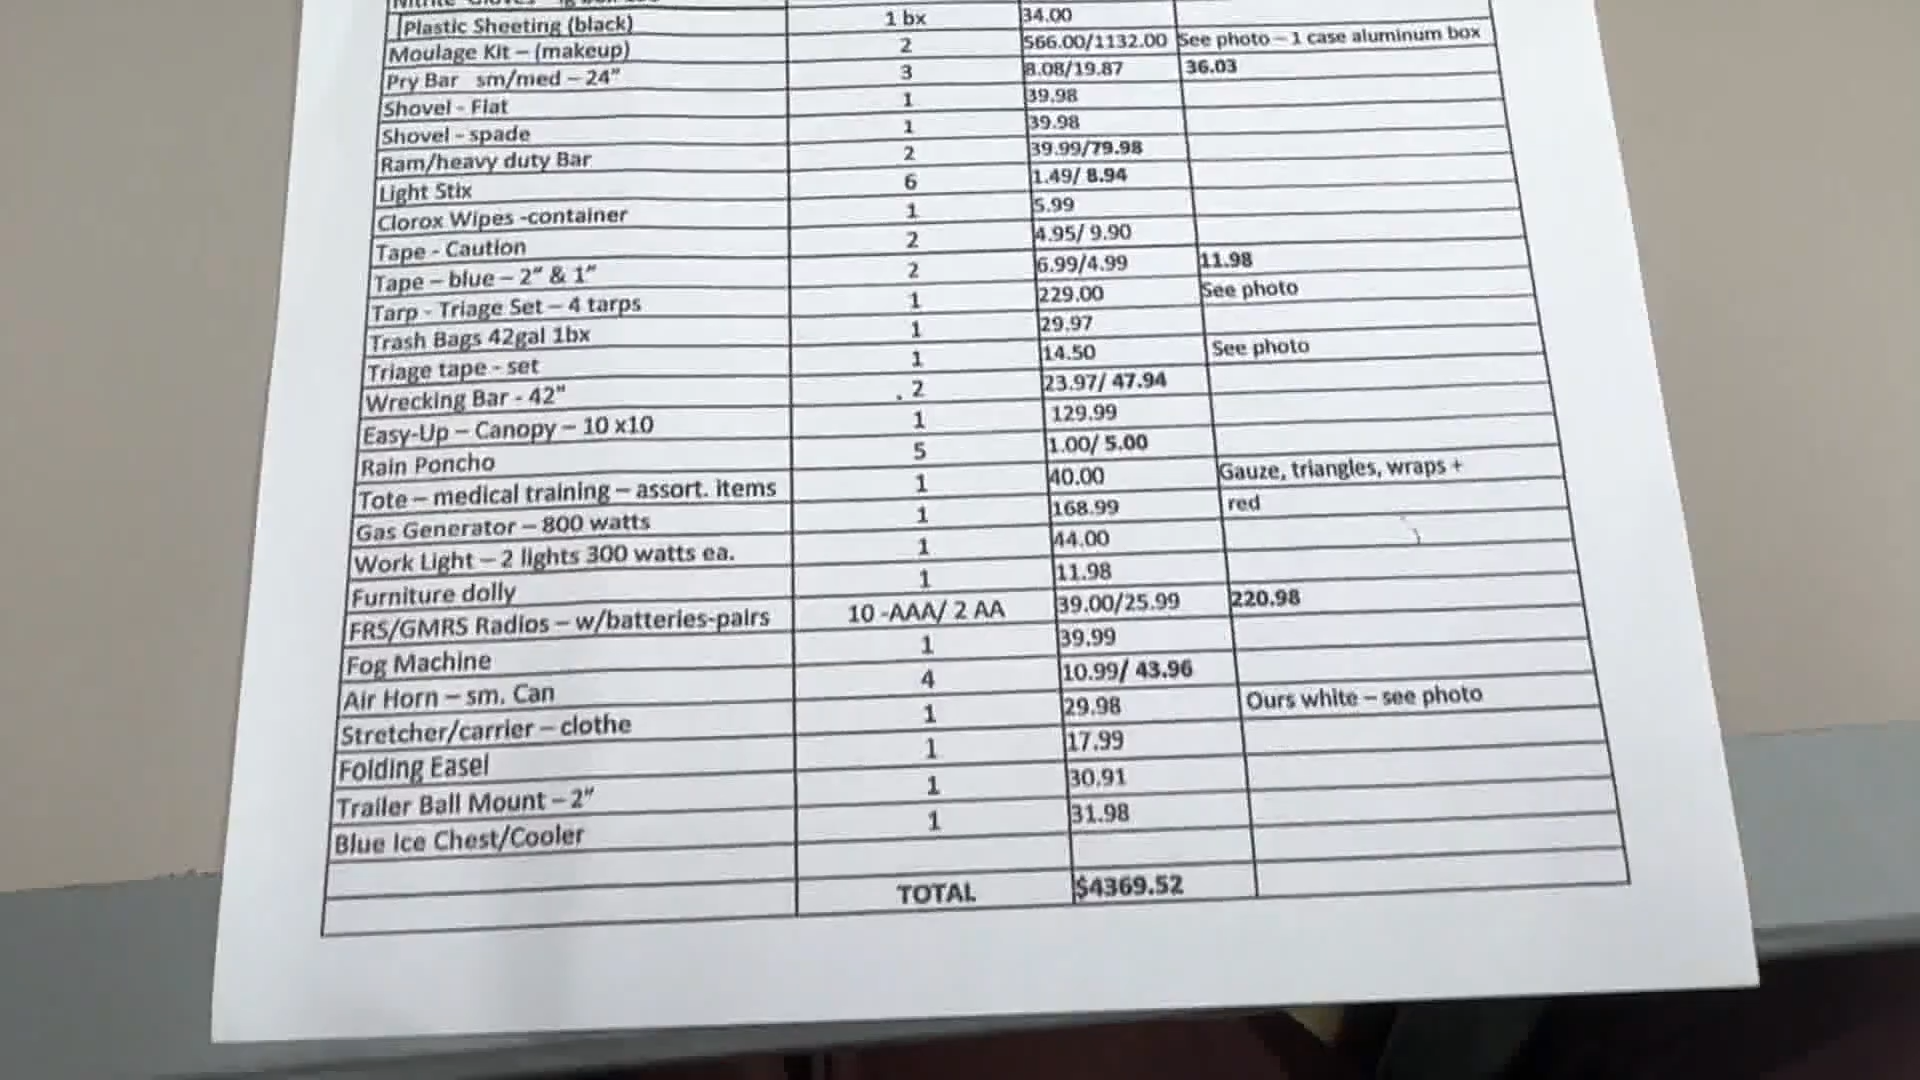 Plastic Sheeting (black) 1 bx 34.00
Moulage Kit – (makeup) 2 566.00/1132.00 See photo – 1 case aluminum box
Pry Bar sm/med – 24" 3 8.08/19.87 36.03
Shovel - Flat 1 39.98
Shovel - spade 1 39.98
Ram/heavy duty Bar 2 39.99/79.98
Light Stix 6 1.49/ 8.94
Clorox Wipes -container 1 5.99
Tape - Caution 2 4.95/ 9.90
Tape – blue – 2" & 1" 2 6.99/4.99 11.98
Tarp - Triage Set – 4 tarps 1 229.00 See photo
Trash Bags 42gal 1bx 1 29.97
Triage tape - set 1 14.50 See photo
Wrecking Bar - 42" . 2 23.97/ 47.94
Easy-Up – Canopy – 10 x10 1 129.99
Rain Poncho 5 1.00/ 5.00
Tote – medical training – assort. items 1 40.00 Gauze, triangles, wraps +
Gas Generator – 800 watts 1 168.99 red
Work Light – 2 lights 300 watts ea. 1 44.00
Furniture dolly 1 11.98
FRS/GMRS Radios – w/batteries-pairs 10 -AAA/ 2 AA 39.00/25.99 220.98
Fog Machine 1 39.99
Air Horn – sm. Can 4 10.99/ 43.96
Stretcher/carrier – clothe 1 29.98 Ours white – see photo
Folding Easel 1 17.99
Trailer Ball Mount – 2" 1 30.91
Blue Ice Chest/Cooler 1 31.98
TOTAL $4369.52